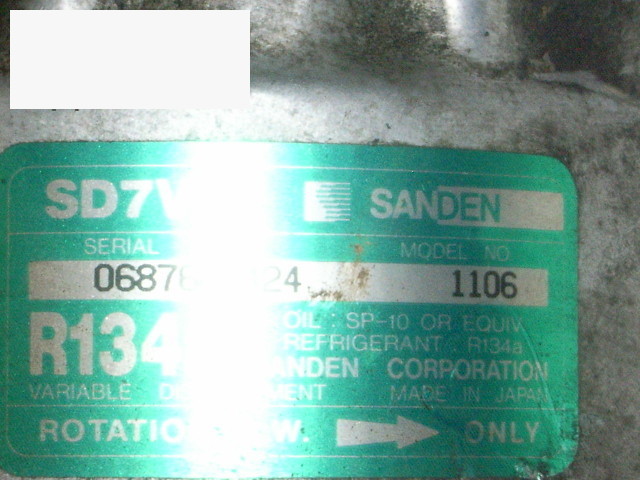 SD7V SANDEN
SERIAL MODEL NO
1106
R134 OIL : SP-10 OR EQUIV.
REFRIGERANT : R134a
SANDEN CORPORATION
VARIABLE MADE IN JAPAN
ONLY